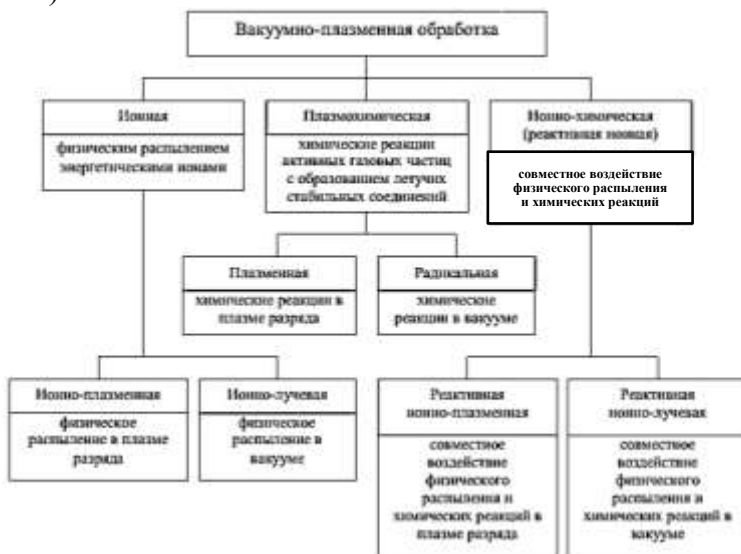 )
Вакуумно-плазменная обработка
Ионная
физическим распылением
энергетическими ионами
Плазмохимическая
химические реакции
активных газовых частиц
с образованием летучих
стабильных соединений
Ионно-химическая
(реактивная ионная)
совместное воздействие
физического распыления
и химических реакций
Плазменная
химические реакции в
плазме разряда
Радикальная
химические
реакции в вакууме
Ионно-плазменная
физическое
распыление в плазме
разряда
Ионно-лучевая
физическое
распыление в
вакууме
Реактивная
ионно-плазменная
совместное
воздействие
физического
распыления и
химических реакций в
плазме разряда
Реактивная
ионно-лучевая
совместное
воздействие
физического
распыления и
химических реакций в
вакууме